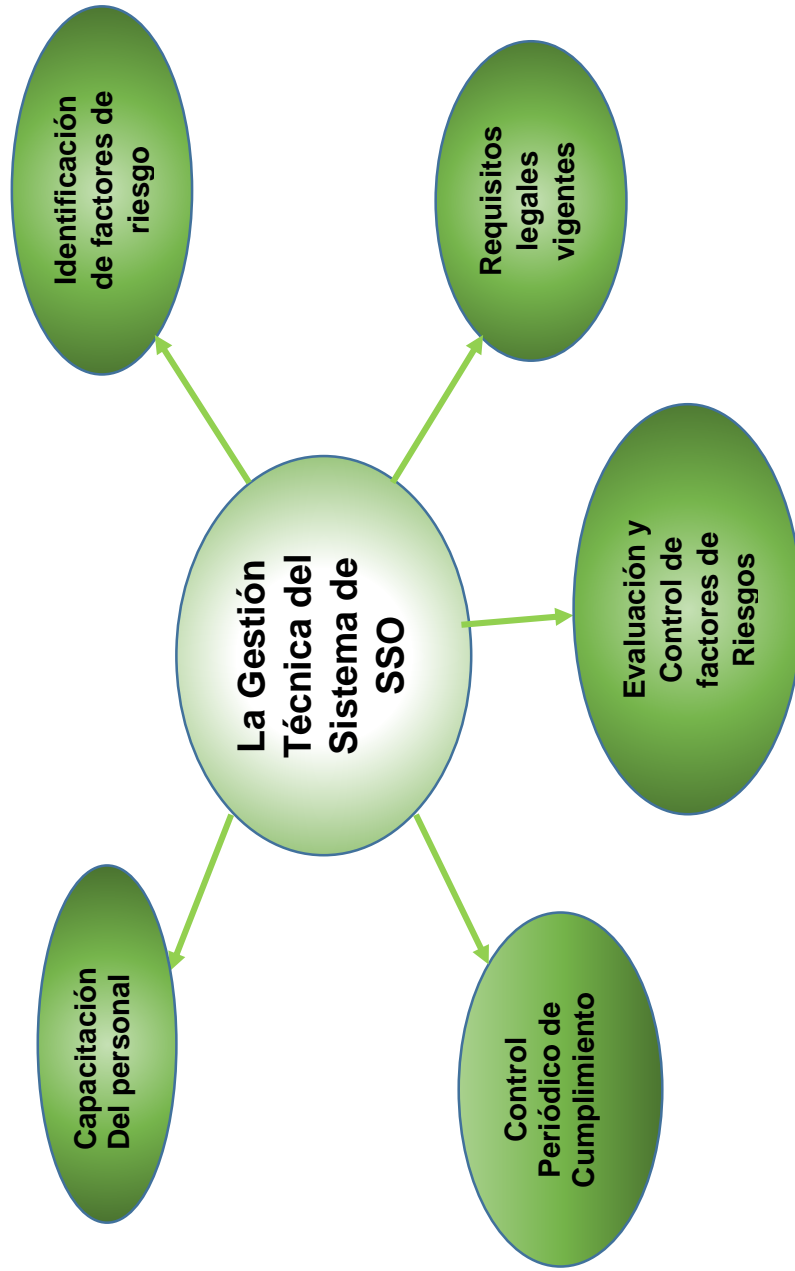 La Gestión
Técnica del
Sistema de
SSO
Capacitación
Del personal
Identificación
de factores de
riesgo
Control
Periódico de
Cumplimiento
Evaluación y
Control de
factores de
Riesgos
Requisitos
legales
vigentes